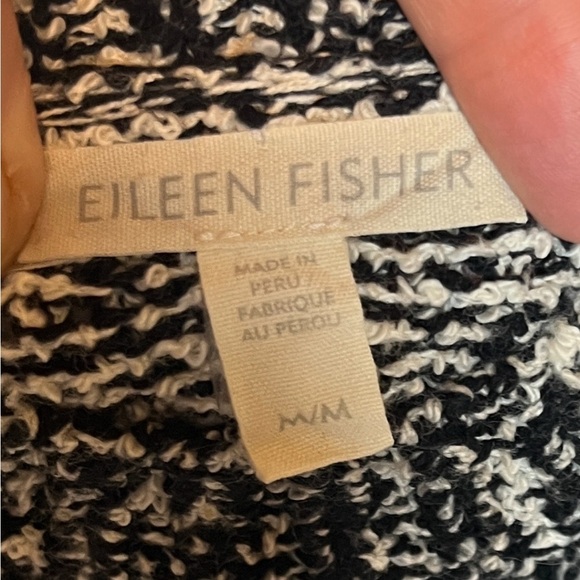 EILEEN FISHER
MADE IN
PERU
FABRIQUE
AU PEROU
M/M